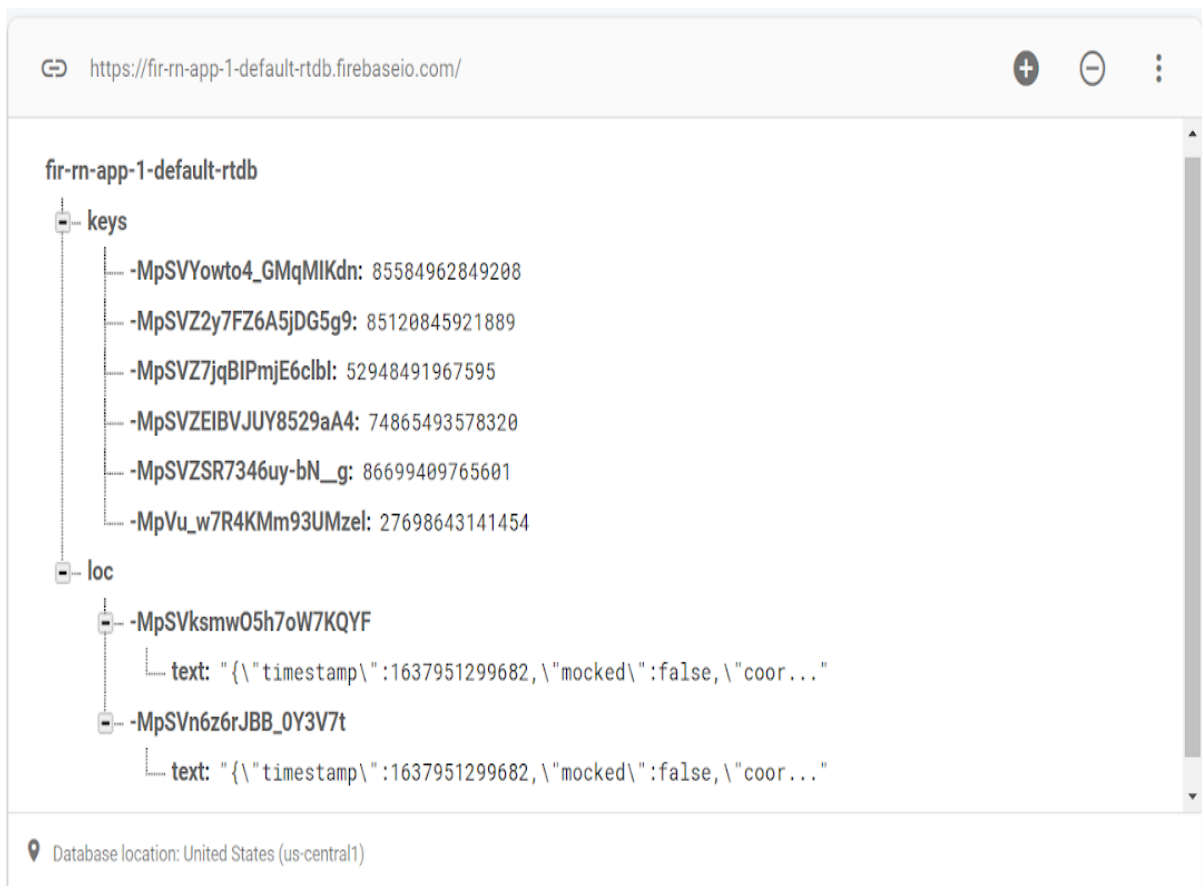 https://fir-rn-app-1-default-rtdb.firebaseio.com/
fir-rn-app-1-default-rtdb
keys
-MpSVYowto4_GMqMIKdn: 85584962849208
-MpSVZ2y7FZ6A5jDG5g9: 85120845921889
-MpSVZ7jqBIPmjE6clbI: 52948491967595
-MpSVZEIBVJUY8529aA4: 74865493578320
-MpSVZSR7346uy-bN__g: 86699409765601
-MpVu_w7R4KMm93UMzel: 27698643141454
loc
-MpSVksmwO5h7oW7KQYF
text: "{\"timestamp\":1637951299682,\"mocked\":false,\"coor..."
-MpSVn6z6rJBB_0Y3V7t
text: "{\"timestamp\":1637951299682,\"mocked\":false,\"coor..."
Database location: United States (us-central1)